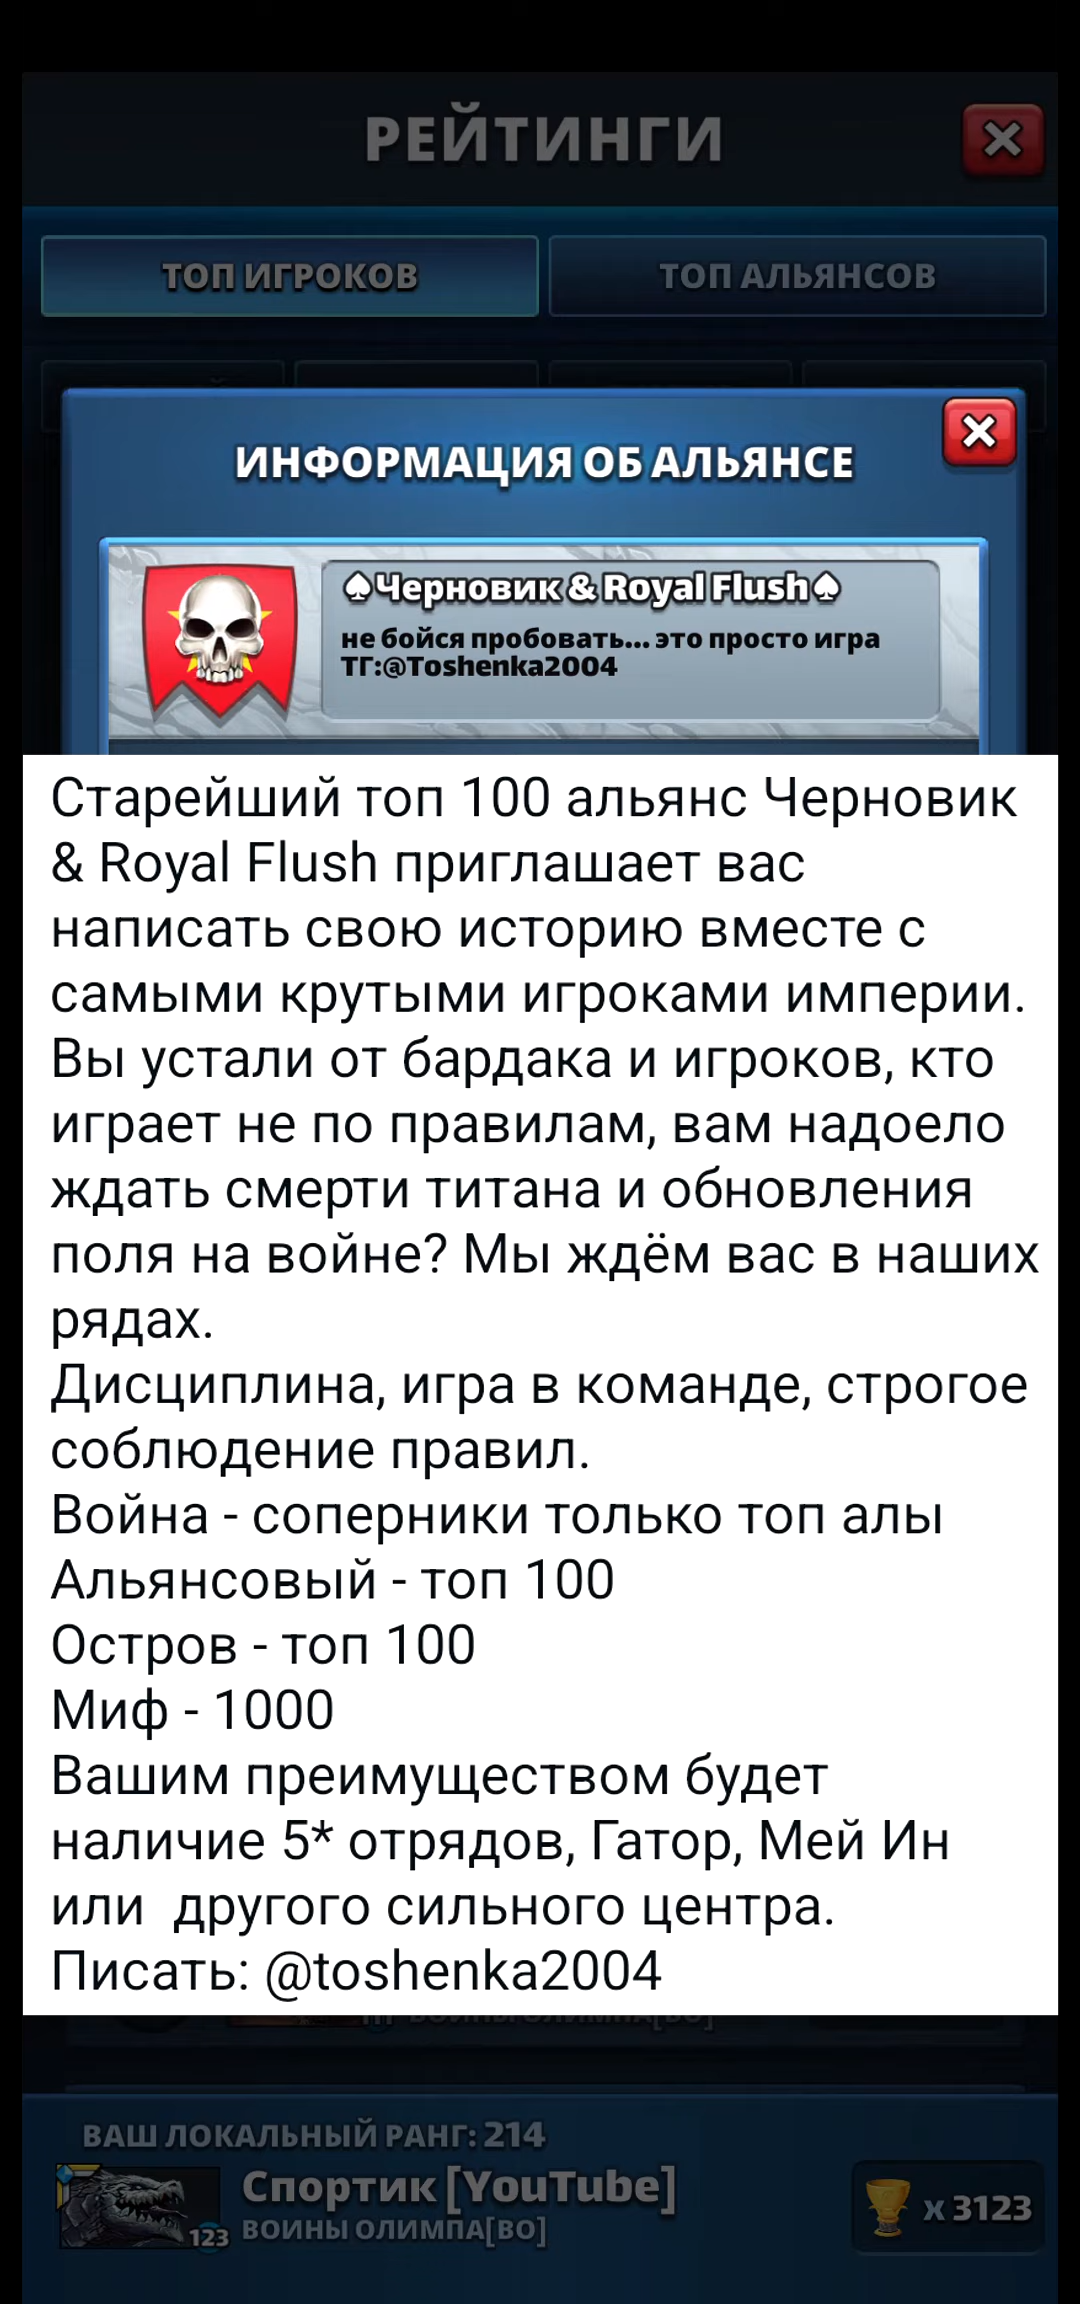 РЕЙТИНГИ
ТОП ИГРОКОВ
ТОП АЛЬЯНСОВ
ИНФОРМАЦИЯ ОБ АЛЬЯНСЕ
♠Черновик & Royal Flush♠
не бойся пробовать... это просто игра
ТГ:@Toshenka2004
Старейший топ 100 альянс Черновик
& Royal Flush приглашает вас
написать свою историю вместе с
самыми крутыми игроками империи.
Вы устали от бардака и игроков, кто
играет не по правилам, вам надоело
ждать смерти титана и обновления
поля на войне? Мы ждём вас в наших
рядах.
Дисциплина, игра в команде, строгое
соблюдение правил.
Война - соперники только топ алы
Альянсовый - топ 100
Остров - топ 100
Миф - 1000
Вашим преимуществом будет
наличие 5* отрядов, Гатор, Мей Ин
или  другого сильного центра.
Писать: @toshenka2004
ВАШ ЛОКАЛЬНЫЙ РАНГ: 214
Спортик [YouTube]
123
ВОИНЫ ОЛИМПА[ВО]
x 3123